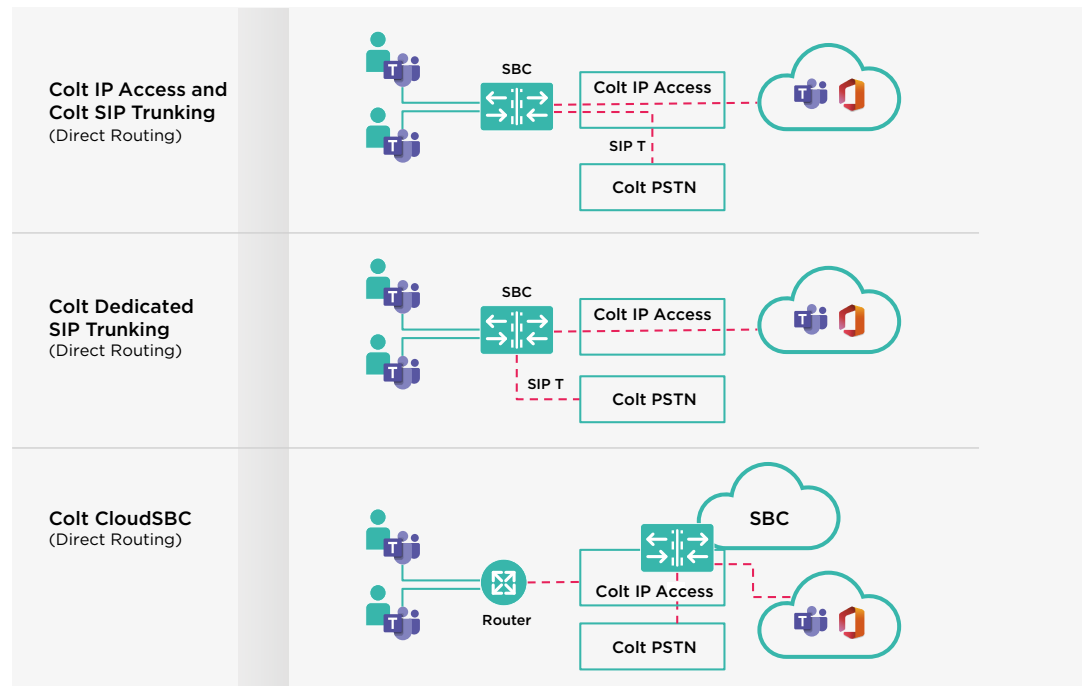 Colt IP Access and
Colt SIP Trunking
(Direct Routing)
SBC
Colt IP Access
SIP T
Colt PSTN
T
T
T
Colt Dedicated
SIP Trunking
(Direct Routing)
SBC
Colt IP Access
SIP T
Colt PSTN
T
T
T
Colt CloudSBC
(Direct Routing)
SBC
Colt IP Access
Router
Colt PSTN
T
T
T